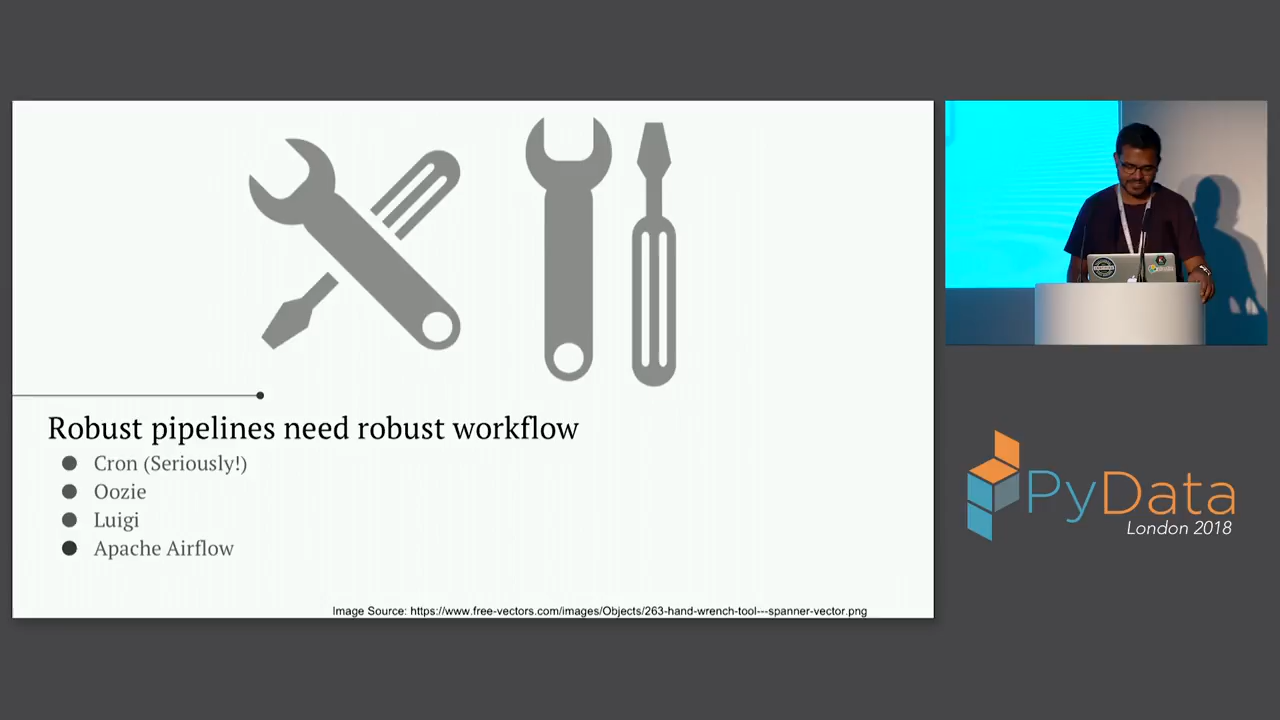 Robust pipelines need robust workflow
Cron (Seriously!)
Oozie
Luigi
Apache Airflow
Image Source: https://www.free-vectors.com/images/Objects/263-hand-wrench-tool---spanner-vector.png
PyData
London 2018